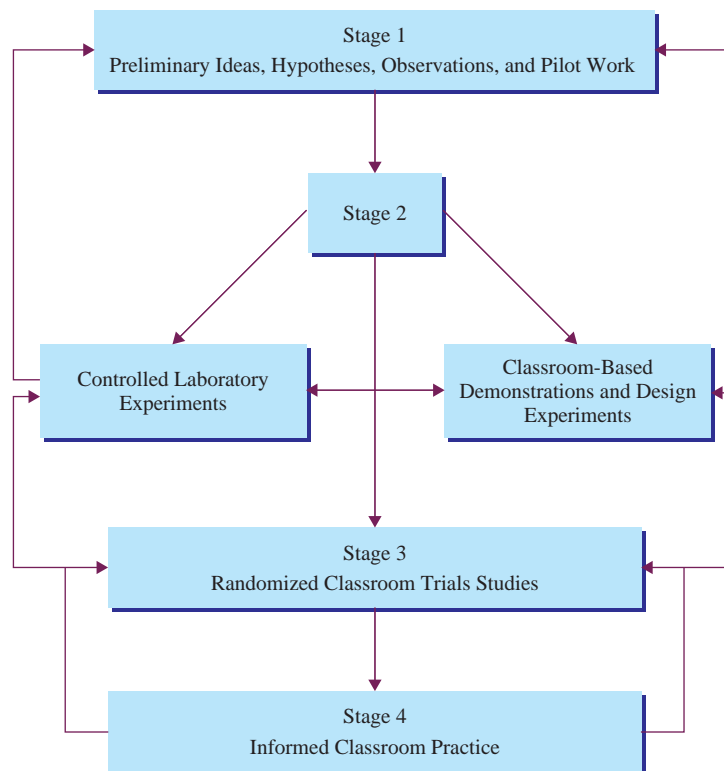 Stage 1
Preliminary Ideas, Hypotheses, Observations, and Pilot Work
Stage 2
Controlled Laboratory
Experiments
Classroom-Based
Demonstrations and Design
Experiments
Stage 3
Randomized Classroom Trials Studies
Stage 4
Informed Classroom Practice